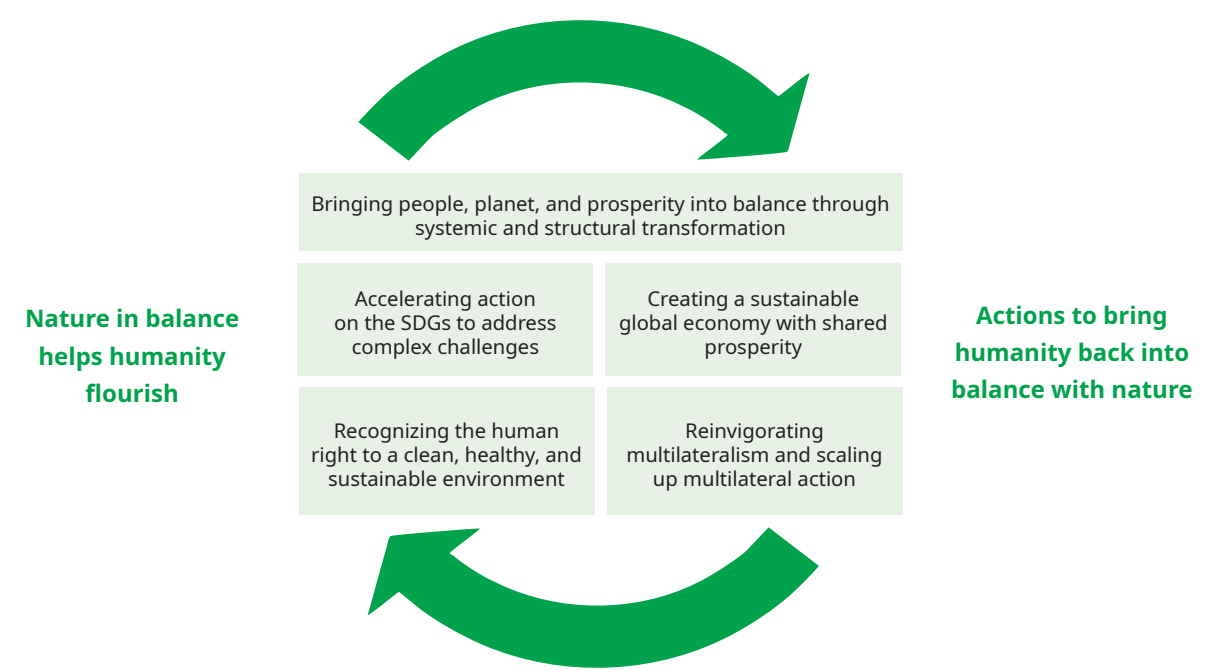 Bringing people, planet, and prosperity into balance through
systemic and structural transformation
Nature in balance
helps humanity
flourish
Accelerating action
on the SDGs to address
complex challenges
Creating a sustainable
global economy with shared
prosperity
Recognizing the human
right to a clean, healthy, and
sustainable environment
Reinvigorating
multilateralism and scaling
up multilateral action
Actions to bring
humanity back into
balance with nature